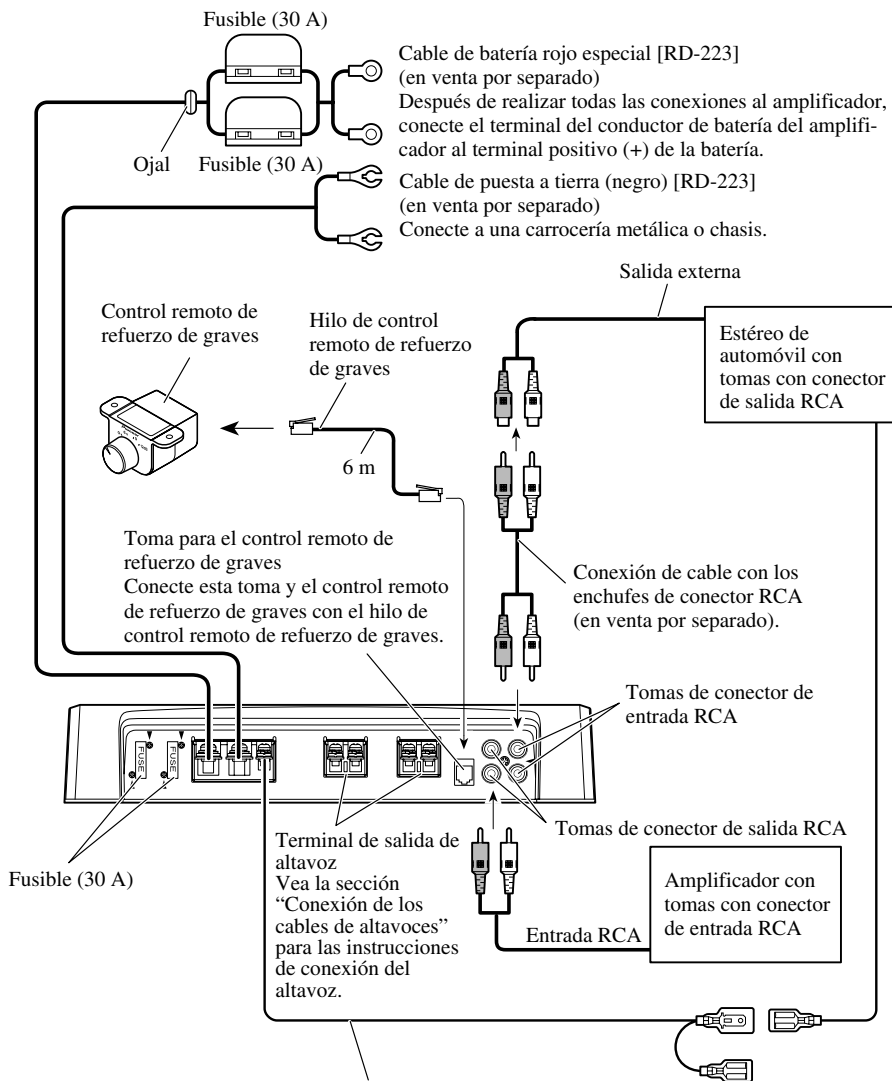 Fusible (30 A)
Cable de batería rojo especial [RD-223]
(en venta por separado)
Después de realizar todas las conexiones al amplificador,
conecte el terminal del conductor de batería del amplifi-
cador al terminal positivo (+) de la batería.
Ojal
Fusible (30 A)
Cable de puesta a tierra (negro) [RD-223]
(en venta por separado)
Conecte a una carrocería metálica o chasis.
Salida externa
Control remoto de
refuerzo de graves
Hilo de control
remoto de refuerzo
de graves
Estéreo de
automóvil con
tomas con conector
de salida RCA
6 m
Toma para el control remoto de
refuerzo de graves
Conecte esta toma y el control remoto
de refuerzo de graves con el hilo de
control remoto de refuerzo de graves.
Conexión de cable con los
enchufes de conector RCA
(en venta por separado).
Tomas de conector de
entrada RCA
FUSE
FUSE
Tomas de conector de salida RCA
Terminal de salida de
altavoz
Vea la sección
“Conexión de los
cables de altavoces”
para las instrucciones
de conexión del
altavoz.
Fusible (30 A)
Entrada RCA
Amplificador con
tomas con conector
de entrada RCA